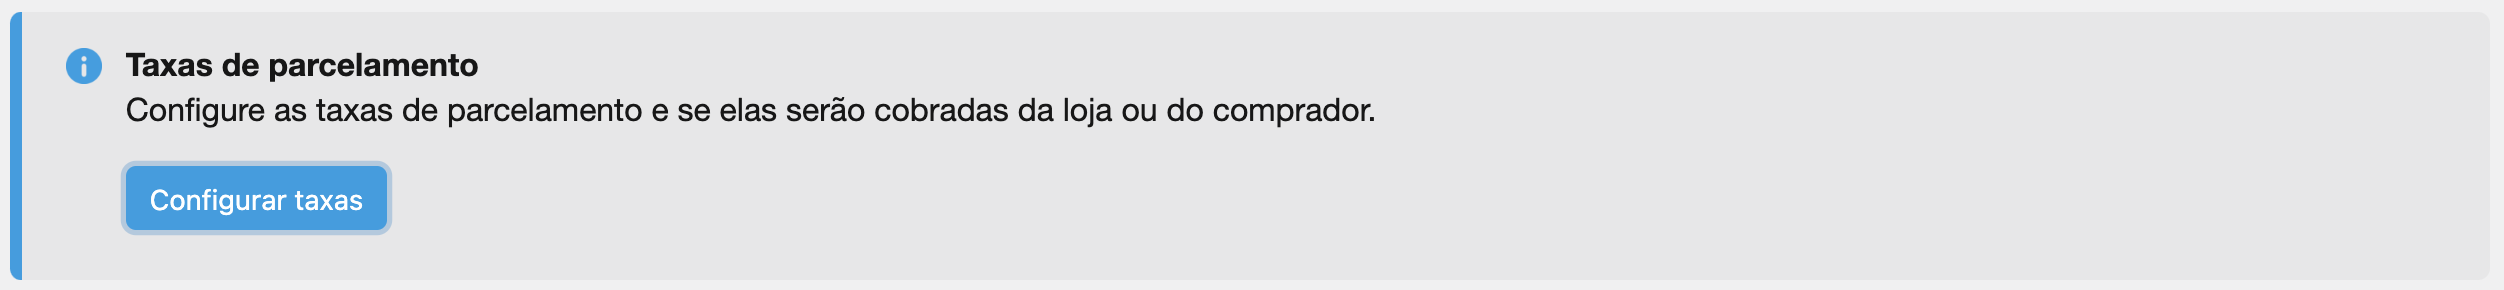 Taxas de parcelamento
Configure as taxas de parcelamento e se elas serão cobradas da loja ou do comprador.
Configurar taxas